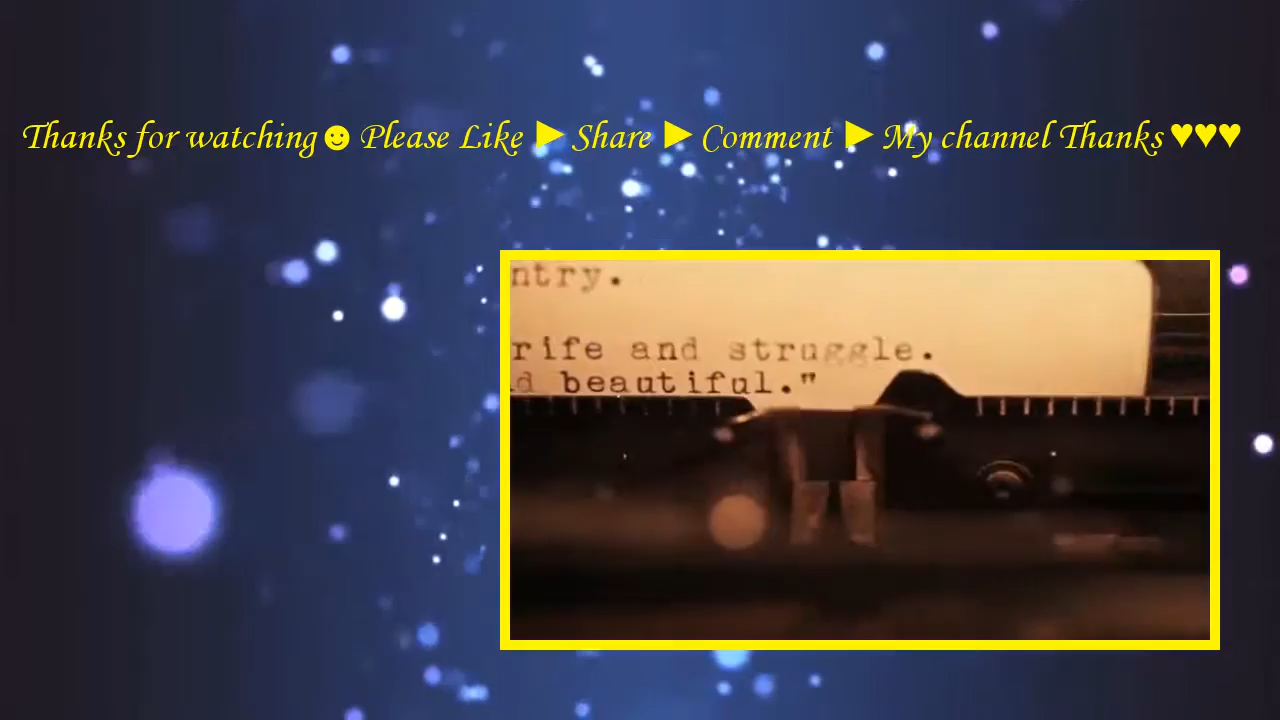 Thanks for watching☻Please Like ► Share ► Comment ► My channel Thanks♥♥♥
ntry.
rife and struggle.
d beautiful."